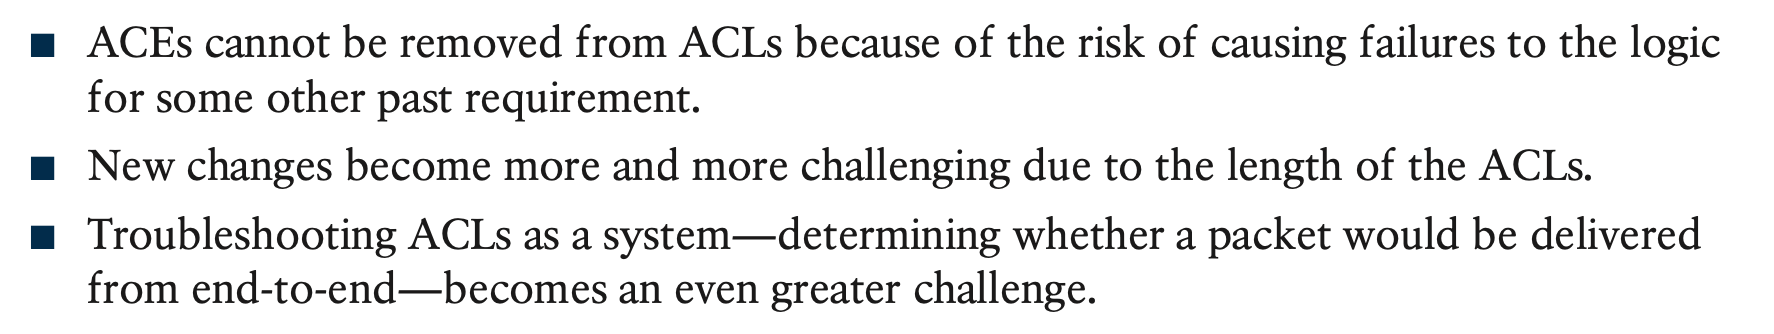 ■ ACEs cannot be removed from ACLs because of the risk of causing failures to the logic
for some other past requirement.
■ New changes become more and more challenging due to the length of the ACLs.
■ Troubleshooting ACLs as a system—determining whether a packet would be delivered
from end-to-end—becomes an even greater challenge.